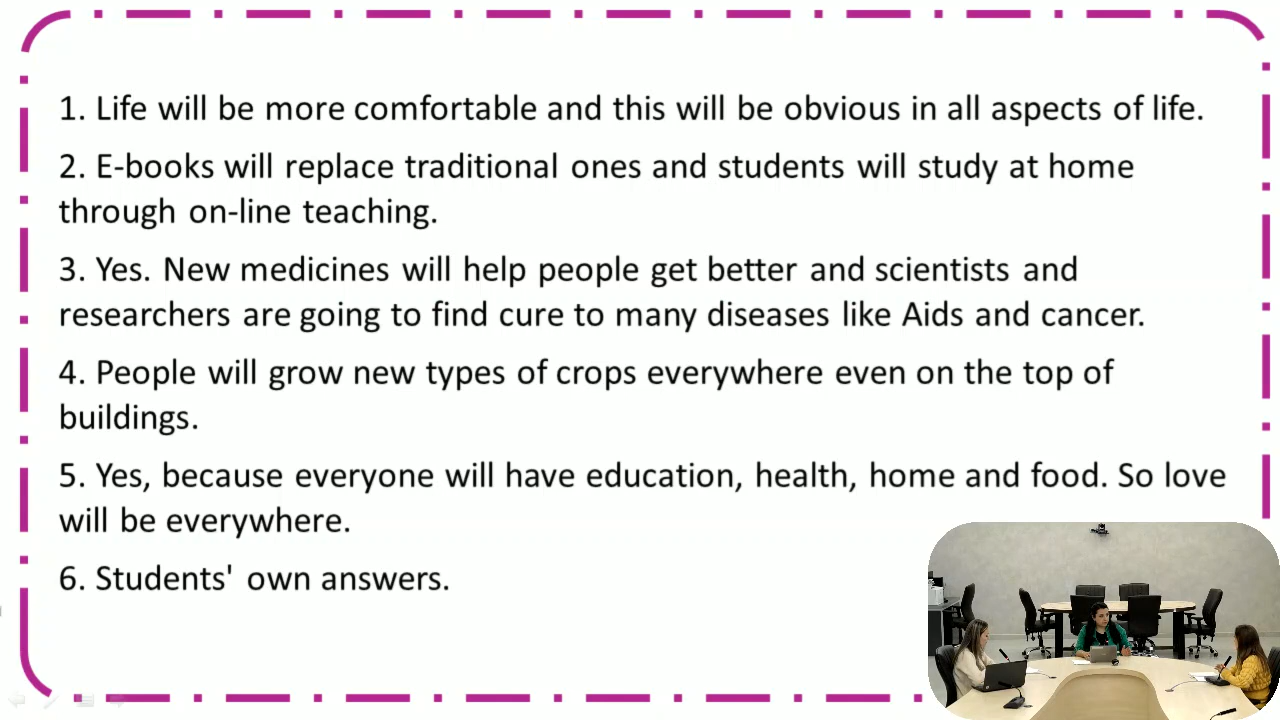 1. Life will be more comfortable and this will be obvious in all aspects of life.
2. E-books will replace traditional ones and students will study at home
through on-line teaching.
3. Yes. New medicines will help people get better and scientists and
researchers are going to find cure to many diseases like Aids and cancer.
4. People will grow new types of crops everywhere even on the top of
buildings.
5. Yes, because everyone will have education, health, home and food. So love
will be everywhere.
6. Students' own answers.